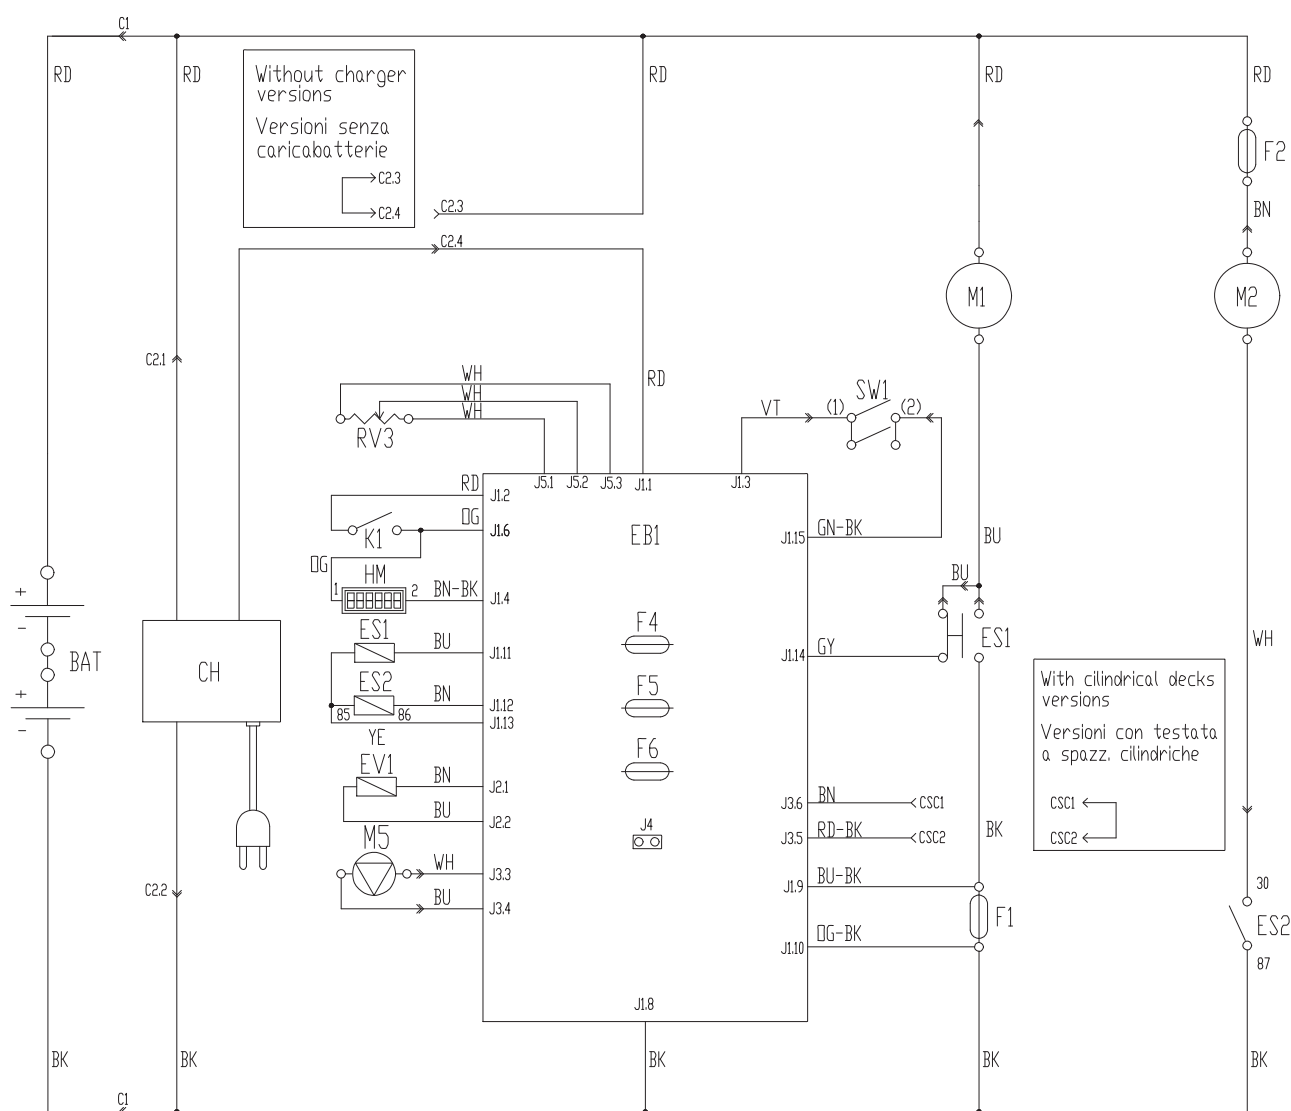 C1
RD
RD
RD
RD
RD
Without charger
versions
Versioni senza
caricabatterie
C2.3
C2.4
C2.3
C2.4
F2
BN
M1
M2
C2.1
WH
WH
WH
RV3
RD
VT
(1)
SW1
(2)
J5.1
J5.2
J5.3
J1.1
J1.3
RD
J1.2
OG
J1.6
K1
EB1
J1.15
GN-BK
BU
OG
HM
1
2
BN-BK
J1.4
BU
ES1
BU
J1.11
F4
J1.14
GY
ES1
WH
+
-
BAT
+
-
CH
ES2
BN
J1.12
85
86
J1.13
YE
F5
With cilindrical decks
versions
Versioni con testata
a spazz. cilindriche
CSC1
CSC2
EV1
BN
J2.1
BU
J2.2
F6
J4
J3.6
BN
CSC1
J3.5
RD-BK
CSC2
BK
M5
WH
J3.3
BU
J3.4
C2.2
J1.9
BU-BK
F1
J1.10
OG-BK
30
ES2
87
J1.8
BK
BK
BK
BK
BK
C1